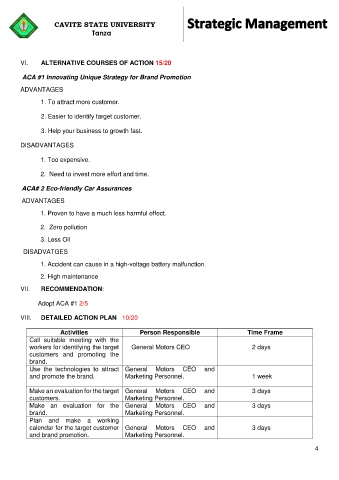 CAVITE STATE UNIVERSITY
Tanza
Strategic Management
VI. ALTERNATIVE COURSES OF ACTION 15/20
ACA #1 Innovating Unique Strategy for Brand Promotion
ADVANTAGES
1. To attract more customer.
2. Easier to identify target customer.
3. Help your business to growth fast.
DISADVANTAGES
1. Too expensive.
2. Need to invest more effort and time.
ACA# 2 Eco-friendly Car Assurances
ADVANTAGES
1. Proven to have a much less harmful effect.
2. Zero pollution
3. Less Oil
DISADVATGES
1. Accident can cause in a high-voltage battery malfunction.
2. High maintenance
VII. RECOMMENDATION:
Adopt ACA #1 2/5
VIII. DETAILED ACTION PLAN 10/20
Activities Person Responsible Time Frame
Call suitable meeting with the
workers for identifying the target General Motors CEO 2 days
customers and promoting the
brand.
Use the technologies to attract General Motors CEO and
and promote the brand. Marketing Personnel. 1 week
Make an evaluation for the target General Motors CEO and 3 days
customers. Marketing Personnel.
Make an evaluation for the General Motors CEO and 3 days
brand. Marketing Personnel.
Plan and make a working
calendar for the target customer General Motors CEO and 3 days
and brand promotion. Marketing Personnel.
4